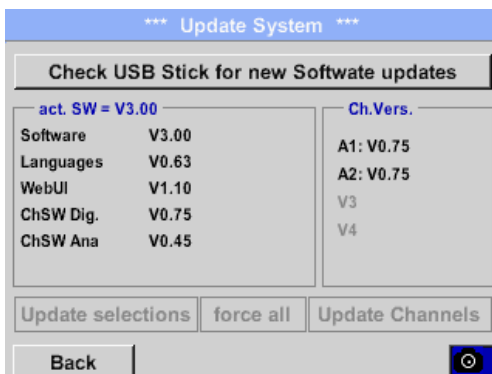 *** Update System ***
Check USB Stick for new Softwate updates
act. SW = V3.00
Software V3.00
Languages V0.63
WebUI V1.10
ChSW Dig. V0.75
ChSW Ana V0.45
Ch.Vers.
A1: V0.75
A2: V0.75
V3
V4
Update selections
force all
Update Channels
Back